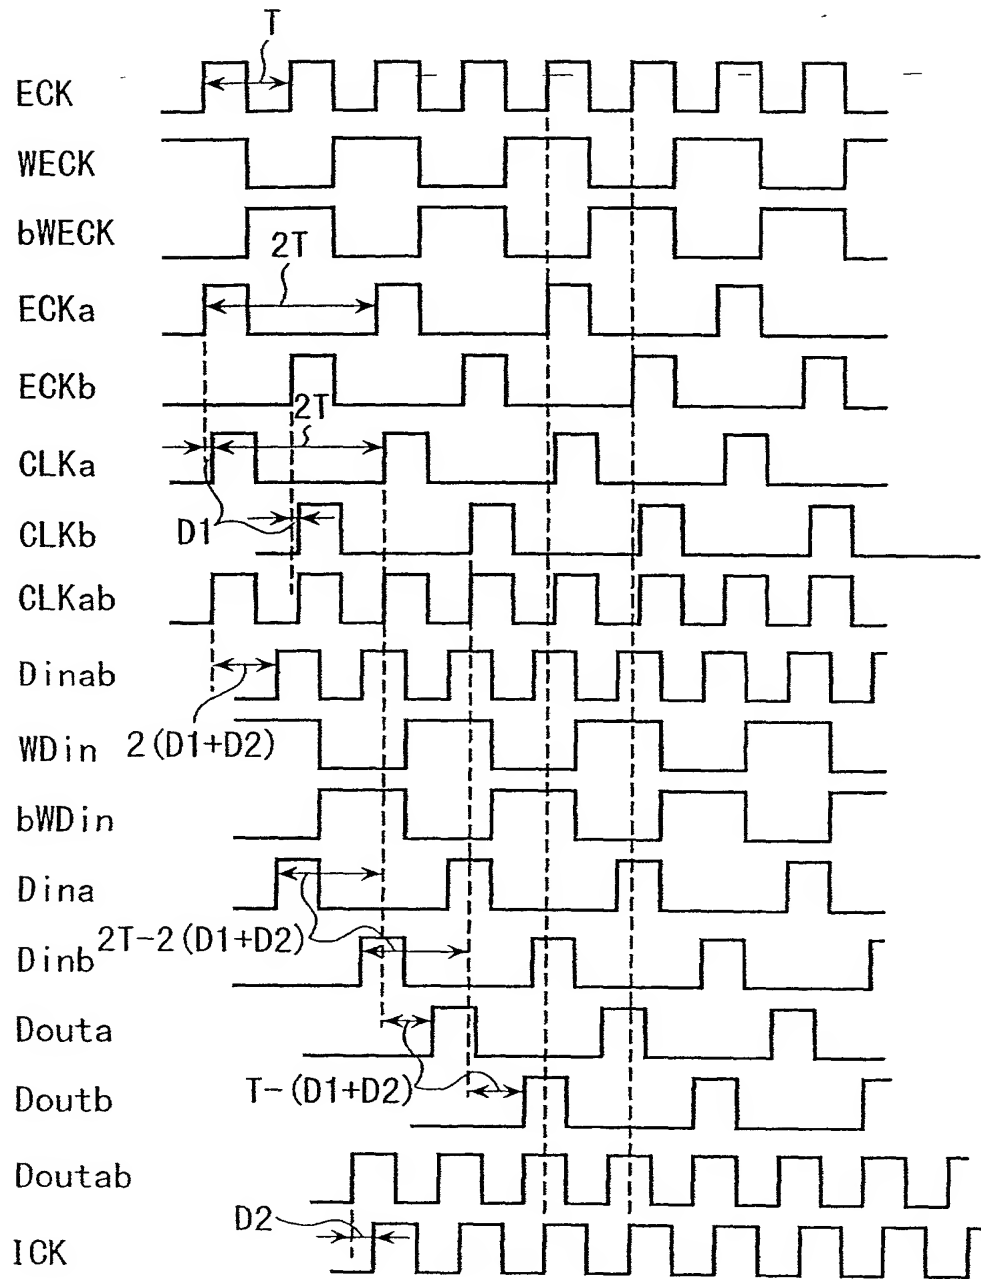 T
ECK
WECK
bWECK
2T
ECKa
ECKb
2T
CLKa
D1
CLKb
CLKab
Dinab
2(D1+D2)
WDin
bWDin
Dina
2T-2(D1+D2)
Dinb
Douta
T-(D1+D2)
Doutb
Doutab
D2
ICK